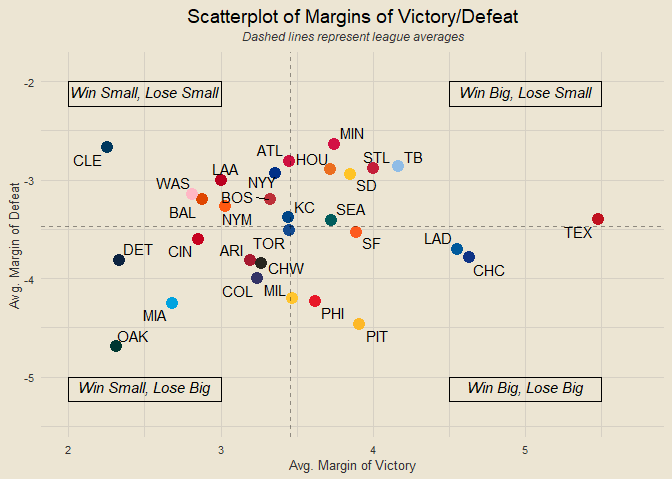 Scatterplot of Margins of Victory/Defeat
Dashed lines represent league averages
-2
Win Small, Lose Small
Win Big, Lose Small
MIN
ATL
HOU
STL
TB
CLE
LAA
-3
WAS
NYY
SD
BOS
BAL
NYM
KC
SEA
TEX
TOR
SF
LAD
DET
CIN
ARI
CHW
CHC
-4
COL
MIL
MIA
PHI
OAK
PIT
-5
Win Small, Lose Big
Win Big, Lose Big
2
3
4
5
Avg. Margin of Victory
Avg. Margin of Defeat